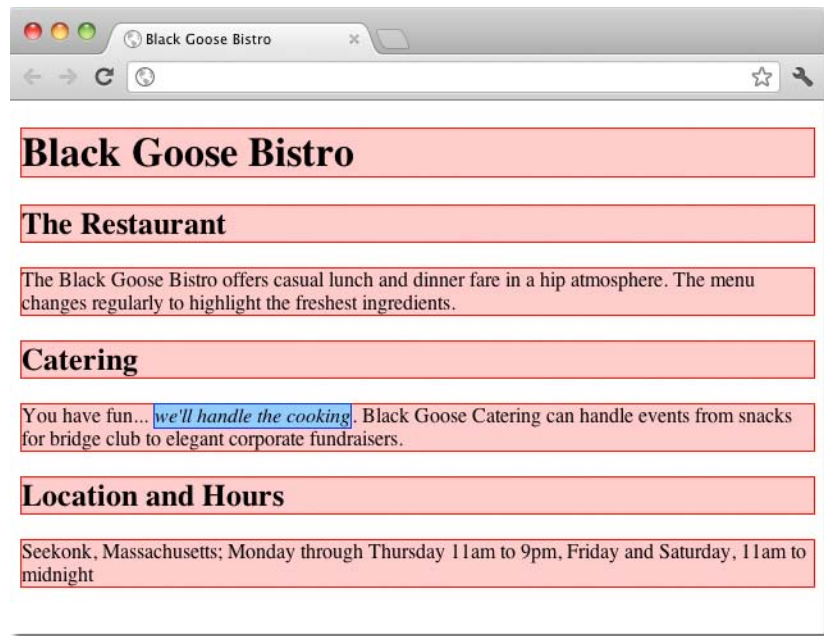 Black Goose Bistro
Black Goose Bistro
The Restaurant
The Black Goose Bistro offers casual lunch and dinner fare in a hip atmosphere. The menu
changes regularly to highlight the freshest ingredients.
Catering
You have fun... we'll handle the cooking. Black Goose Catering can handle events from snacks
for bridge club to elegant corporate fundraisers.
Location and Hours
Seekonk, Massachusetts; Monday through Thursday 11am to 9pm, Friday and Saturday, 11am to
midnight